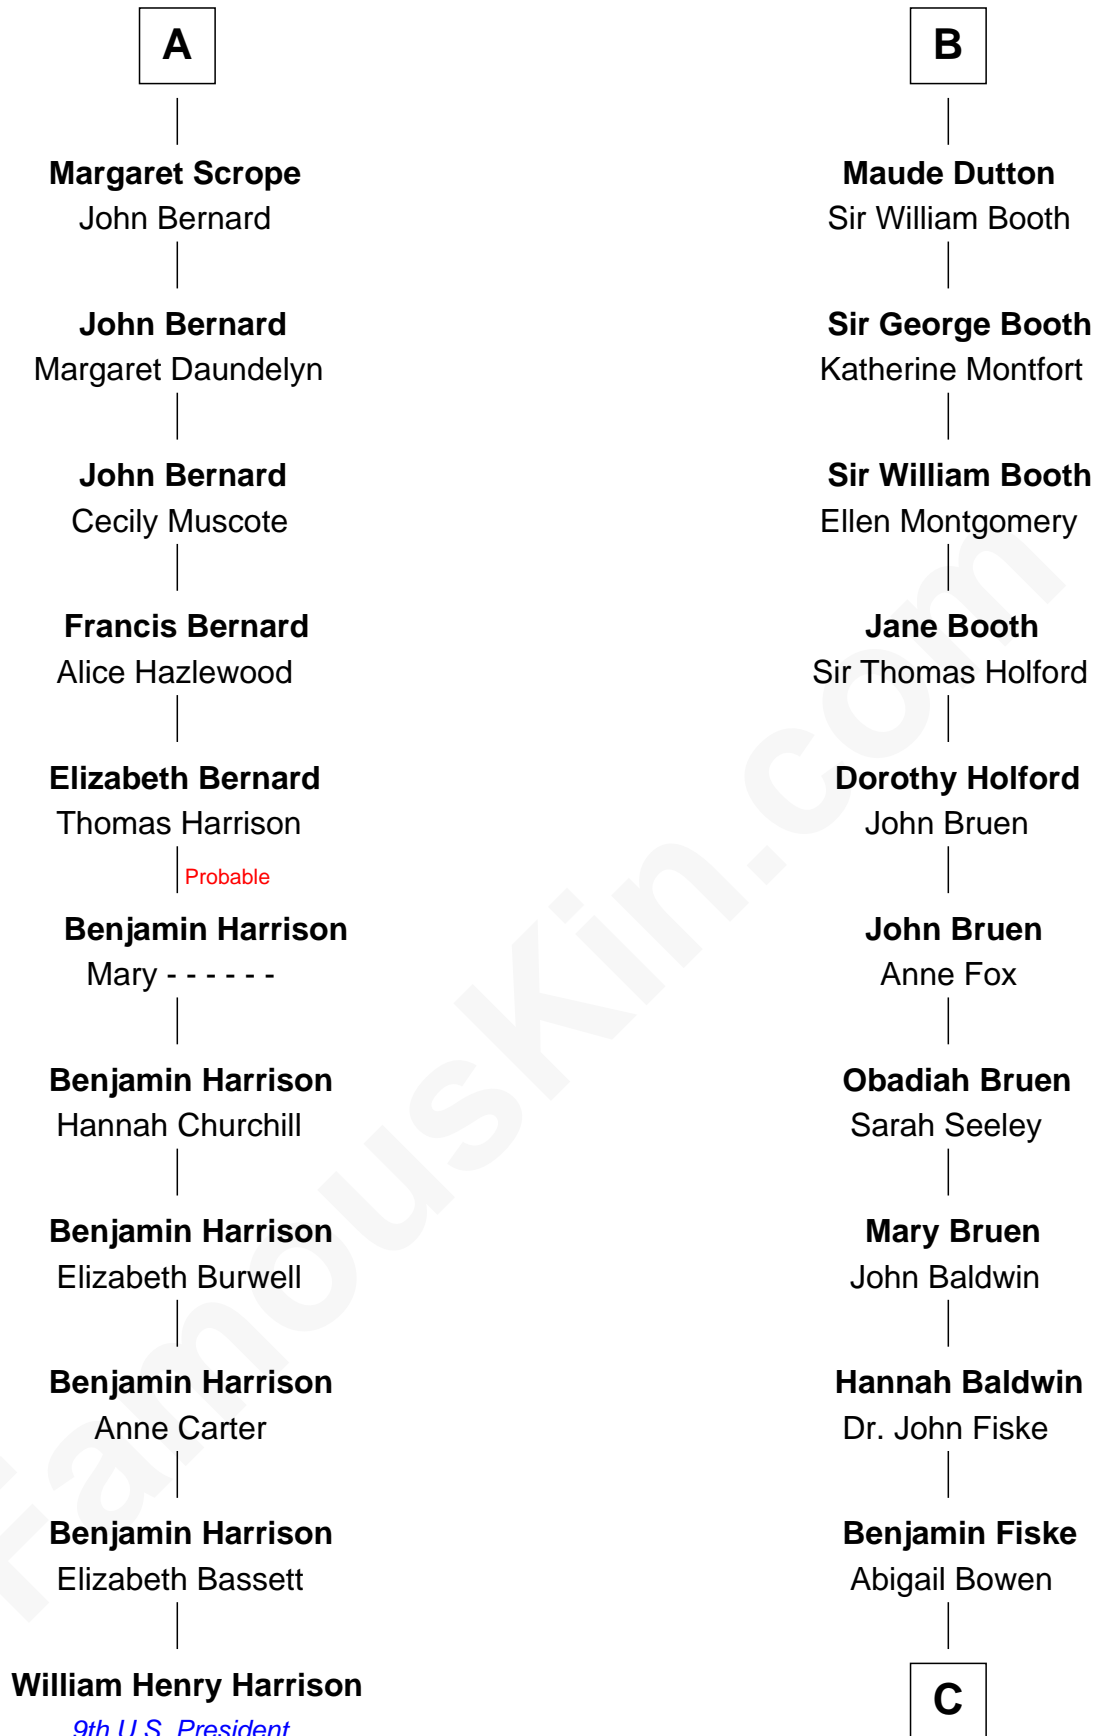 A
Margaret Scrope
John Bernard
John Bernard
Margaret Daundelyn
John Bernard
Cecily Muscote
Francis Bernard
Alice Hazlewood
Elizabeth Bernard
Thomas Harrison
Probable
Benjamin Harrison
Mary - - - - - -
Benjamin Harrison
Hannah Churchill
Benjamin Harrison
Elizabeth Burwell
Benjamin Harrison
Anne Carter
Benjamin Harrison
Elizabeth Bassett
William Henry Harrison
9th U.S. President
B
Maude Dutton
Sir William Booth
Sir George Booth
Katherine Montfort
Sir William Booth
Ellen Montgomery
Jane Booth
Sir Thomas Holford
Dorothy Holford
John Bruen
John Bruen
Anne Fox
Obadiah Bruen
Sarah Seeley
Mary Bruen
John Baldwin
Hannah Baldwin
Dr. John Fiske
Benjamin Fiske
Abigail Bowen
C
FamousKin.com